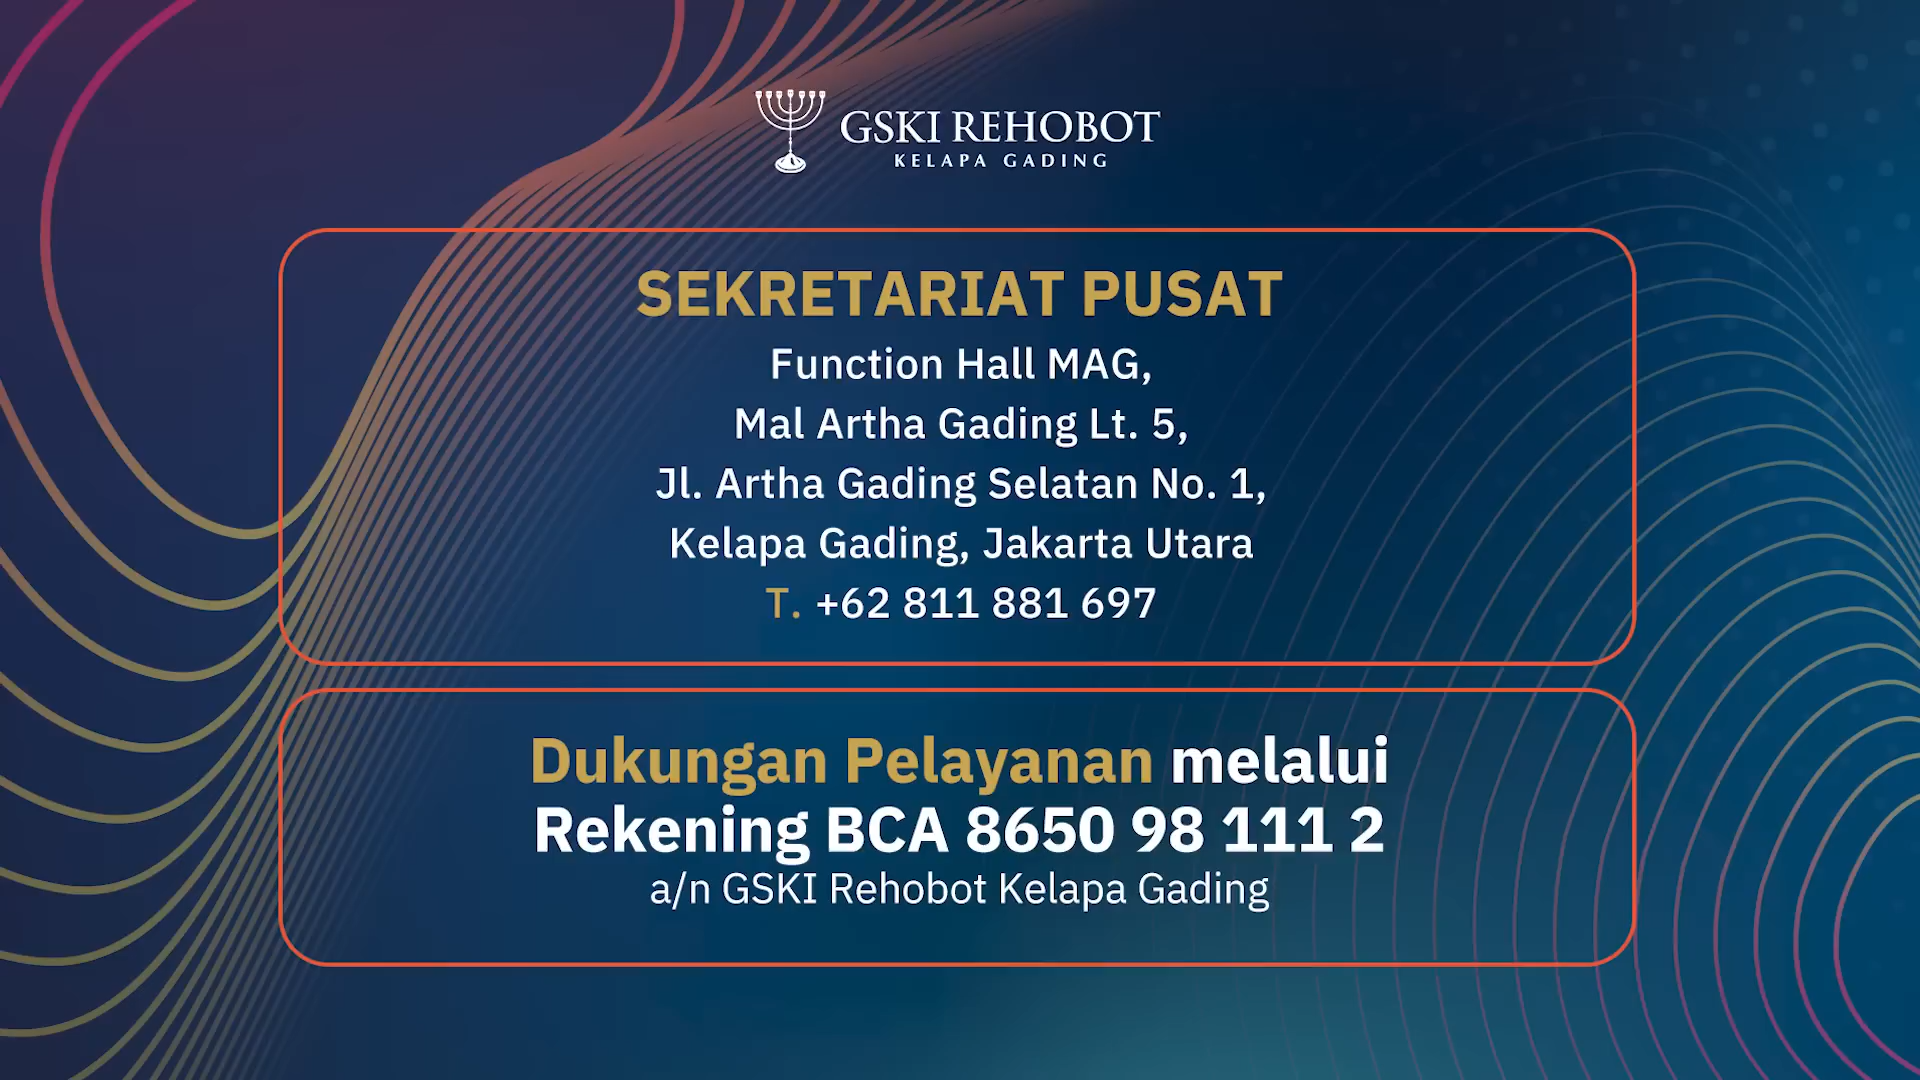 GSKI REHOBOT
KELAPA GADING
SEKRETARIAT PUSAT
Function Hall MAG,
Mal Artha Gading Lt. 5,
Jl. Artha Gading Selatan No. 1,
Kelapa Gading, Jakarta Utara
T. +62 811 881 697
Dukungan Pelayanan melalui
Rekening BCA 8650 98 111 2
a/n GSKI Rehobot Kelapa Gading